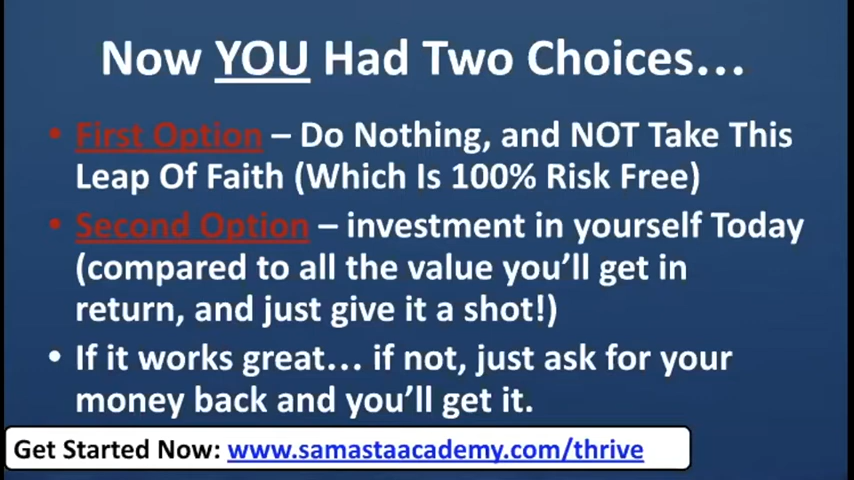 Now YOU Had Two Choices...
• First Option – Do Nothing, and NOT Take This
Leap Of Faith (Which Is 100% Risk Free)
• Second Option – investment in yourself Today
(compared to all the value you'll get in
return, and just give it a shot!)
• If it works great... if not, just ask for your
money back and you'll get it.
Get Started Now: www.samastaacademy.com/thrive